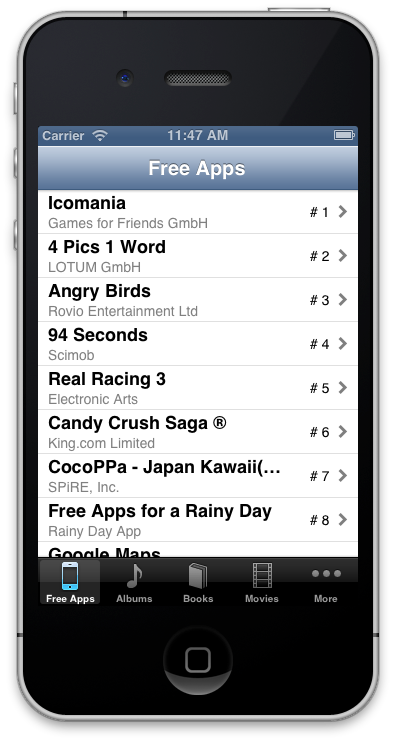 Carrier 11:47 AM
Free Apps
Icomania
Games for Friends GmbH
# 1
4 Pics 1 Word
LOTUM GmbH
# 2
Angry Birds
Rovio Entertainment Ltd
# 3
94 Seconds
Scimob
# 4
Real Racing 3
Electronic Arts
# 5
Candy Crush Saga ®
King.com Limited
# 6
CocoPPa - Japan Kawaii(...
SPiRE, Inc.
# 7
Free Apps for a Rainy Day
Rainy Day App
# 8
Google Maps
Free Apps Albums Books Movies More